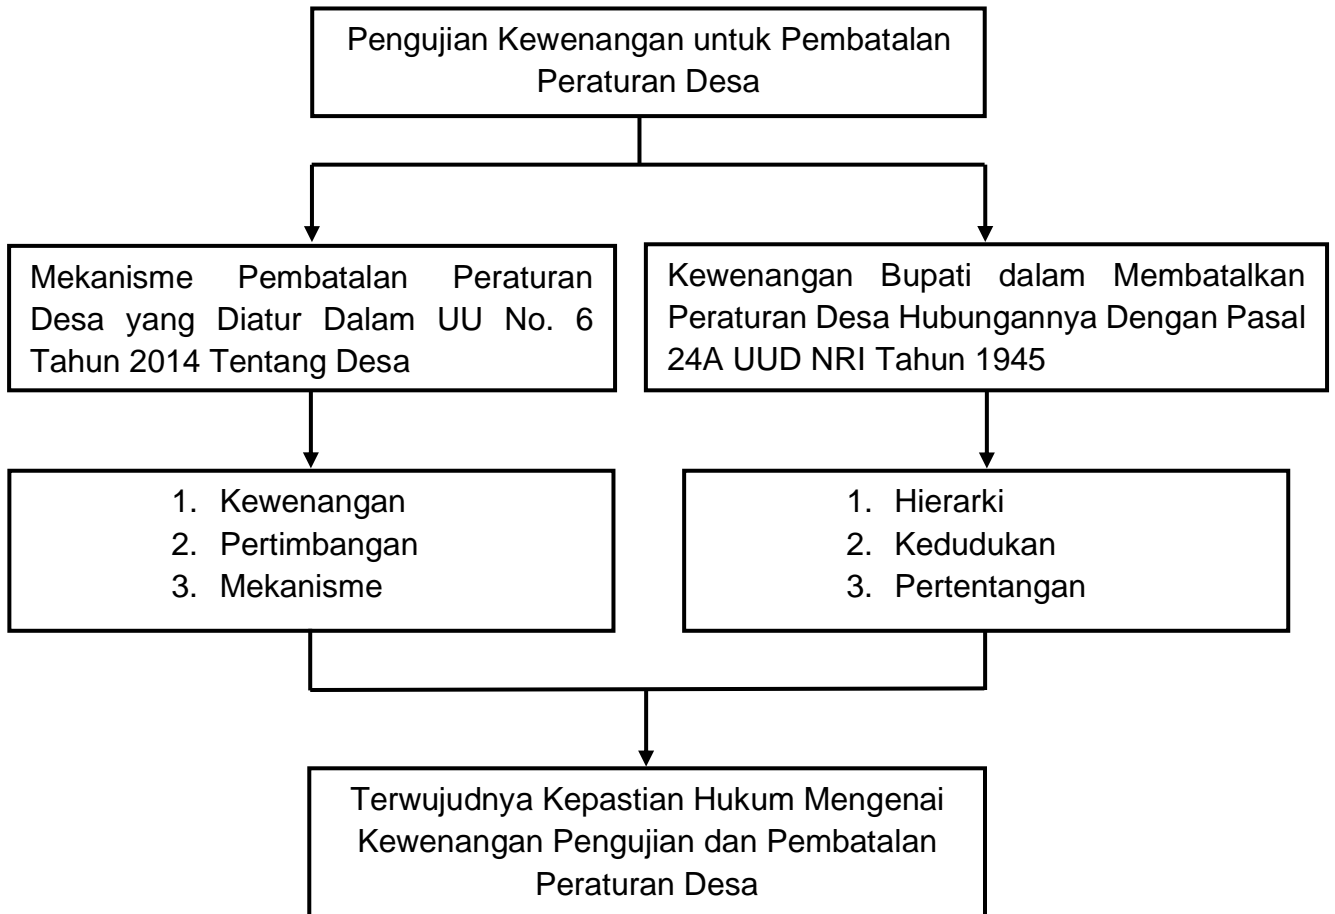 Pengujian Kewenangan untuk Pembatalan
Peraturan Desa
Mekanisme Pembatalan Peraturan
Desa yang Diatur Dalam UU No. 6
Tahun 2014 Tentang Desa
Kewenangan Bupati dalam Membatalkan
Peraturan Desa Hubungannya Dengan Pasal
24A UUD NRI Tahun 1945
1. Kewenangan
2. Pertimbangan
3. Mekanisme
1. Hierarki
2. Kedudukan
3. Pertentangan
Terwujudnya Kepastian Hukum Mengenai
Kewenangan Pengujian dan Pembatalan
Peraturan Desa